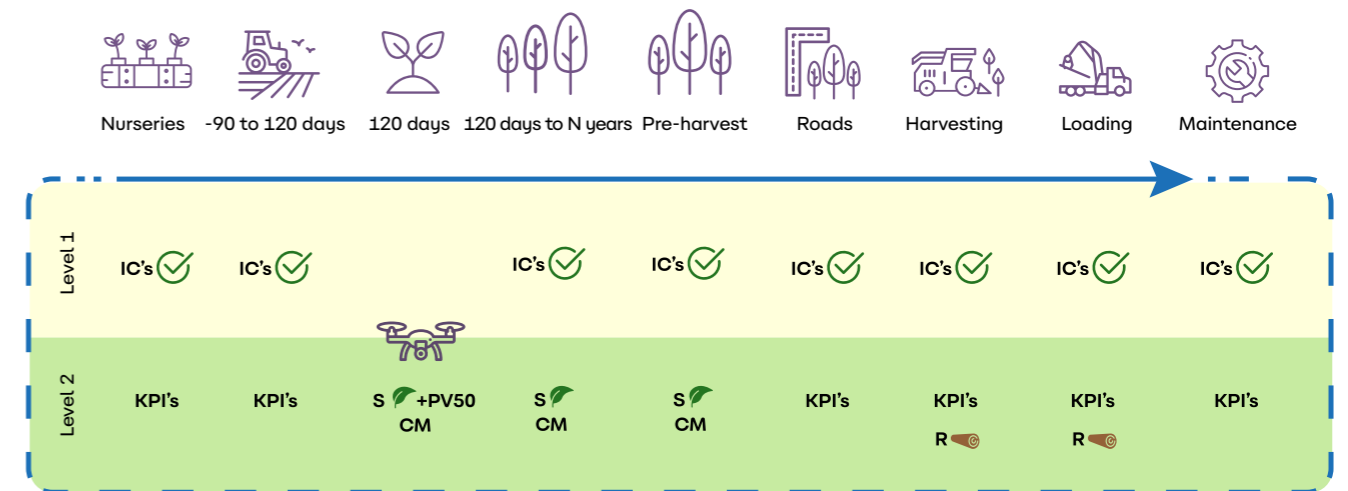 Nurseries
-90 to 120 days
120 days
120 days to N years
Pre-harvest
Roads
Harvesting
Loading
Maintenance
Level 1
IC's
IC's
IC's
IC's
IC's
IC's
IC's
IC's
Level 2
KPI's
KPI's
S +PV50
CM
S
CM
S
CM
KPI's
KPI's
R
KPI's
R
KPI's